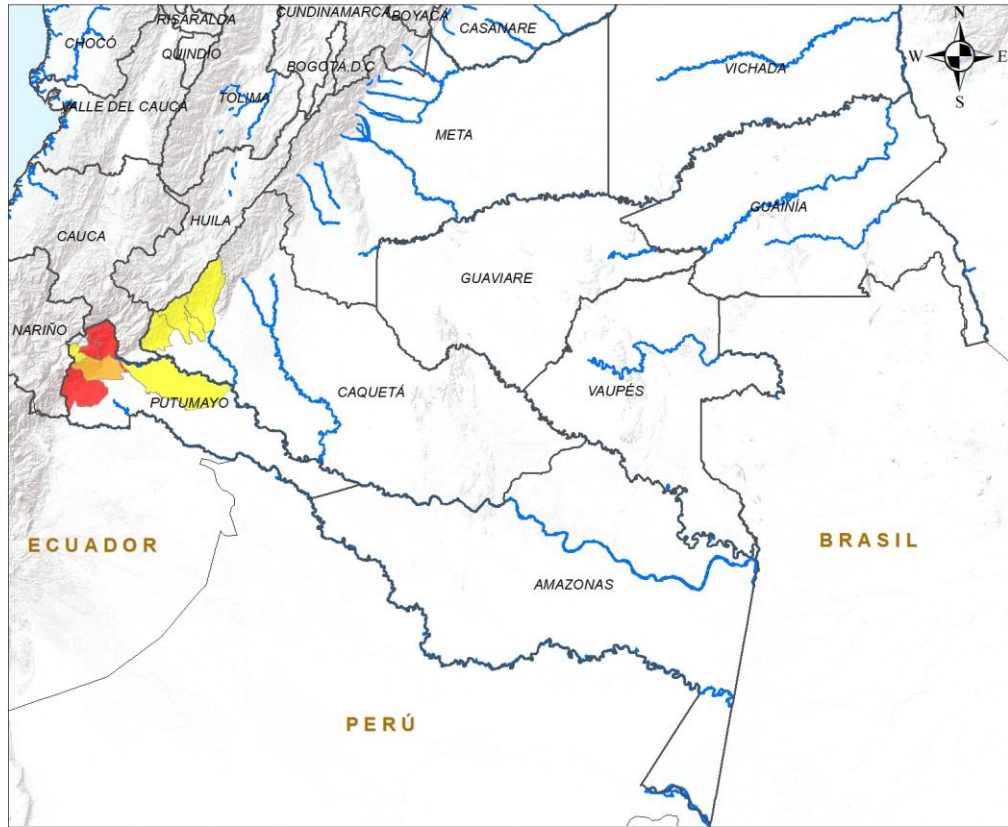 CUNDINAMARCA
BOYACÁ
RISARALDA
CASANARE
N
CHOCÓ
QUINDÍO
W
E
BOGOTÁ D.C
VICHADA
S
TOLIMA
VALLE DEL CAUCA
META
GUAINÍA
HUILA
CAUCA
GUAVIARE
NARIÑO
CAQUETÁ
VAUPÉS
PUTUMAYO
ECUADOR
BRASIL
AMAZONAS
PERÚ